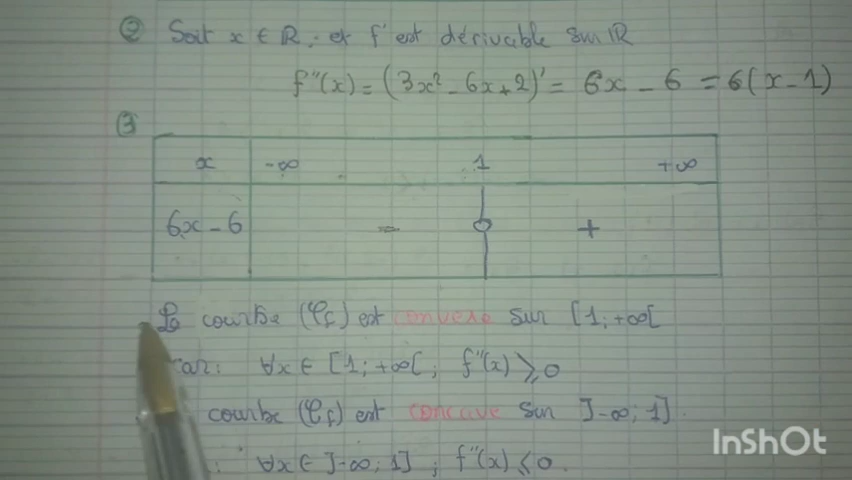 ② Soit x ∈ ℝ ; et f' est dérivable sur ℝ
f''(x) = (3x² - 6x + 2)' = 6x - 6 = 6(x - 1)
③
x -∞ 1 +∞
6x - 6 - 0 +
La courbe (𝒞f) est convexe sur [1 ; +∞[
car : ∀x ∈ [1 ; +∞[ ; f''(x) ⩾ 0
courbe (𝒞f) est concave sur ]-∞ ; 1].
: ∀x ∈ ]-∞ ; 1] ; f''(x) ⩽ 0.
InShOt